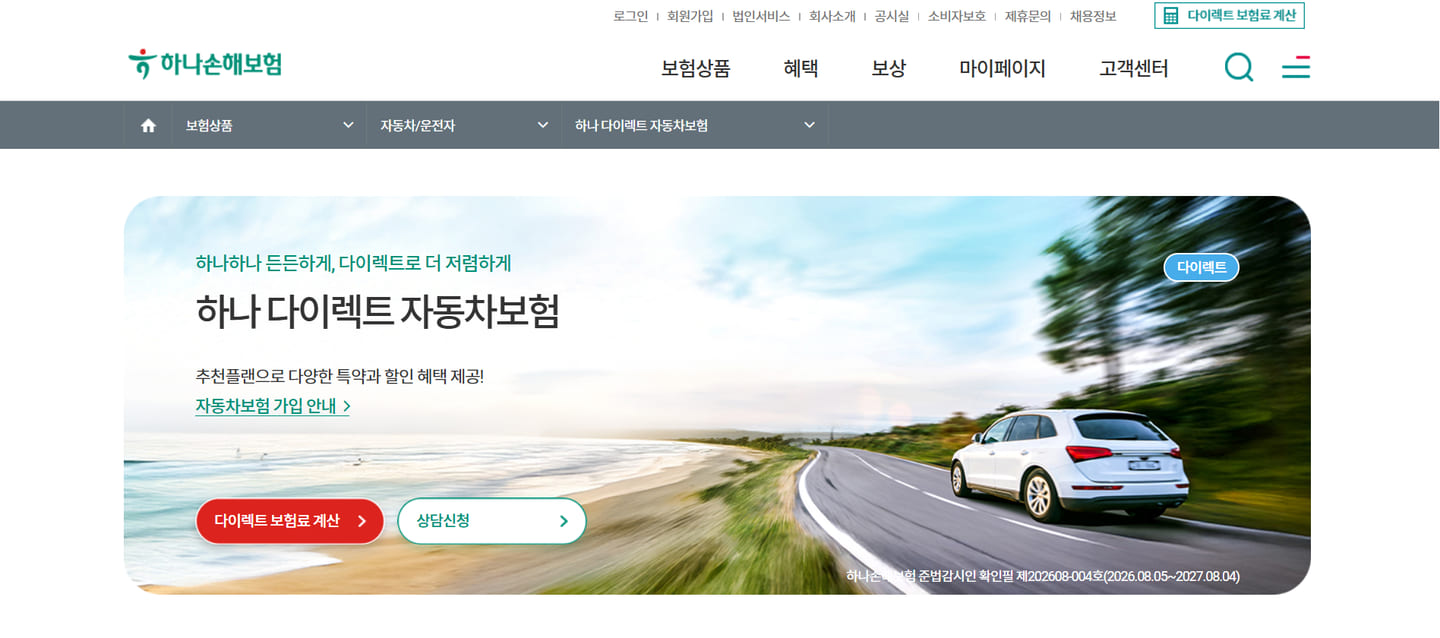 로그인 회원가입 법인서비스 회사소개 공시실 소비자보호 제휴문의 채용정보 다이렉트 보험료 계산
하나손해보험 보험상품 혜택 보상 마이페이지 고객센터
보험상품 자동차/운전자 하나 다이렉트 자동차보험
하나하나 든든하게, 다이렉트로 더 저렴하게
다이렉트
하나 다이렉트 자동차보험
추천플랜으로 다양한 특약과 할인 혜택 제공!
자동차보험 가입 안내
다이렉트 보험료 계산 상담신청
하나손해보험 준법감시인 확인필 제202608-004호(2026.08.05~2027.08.04)